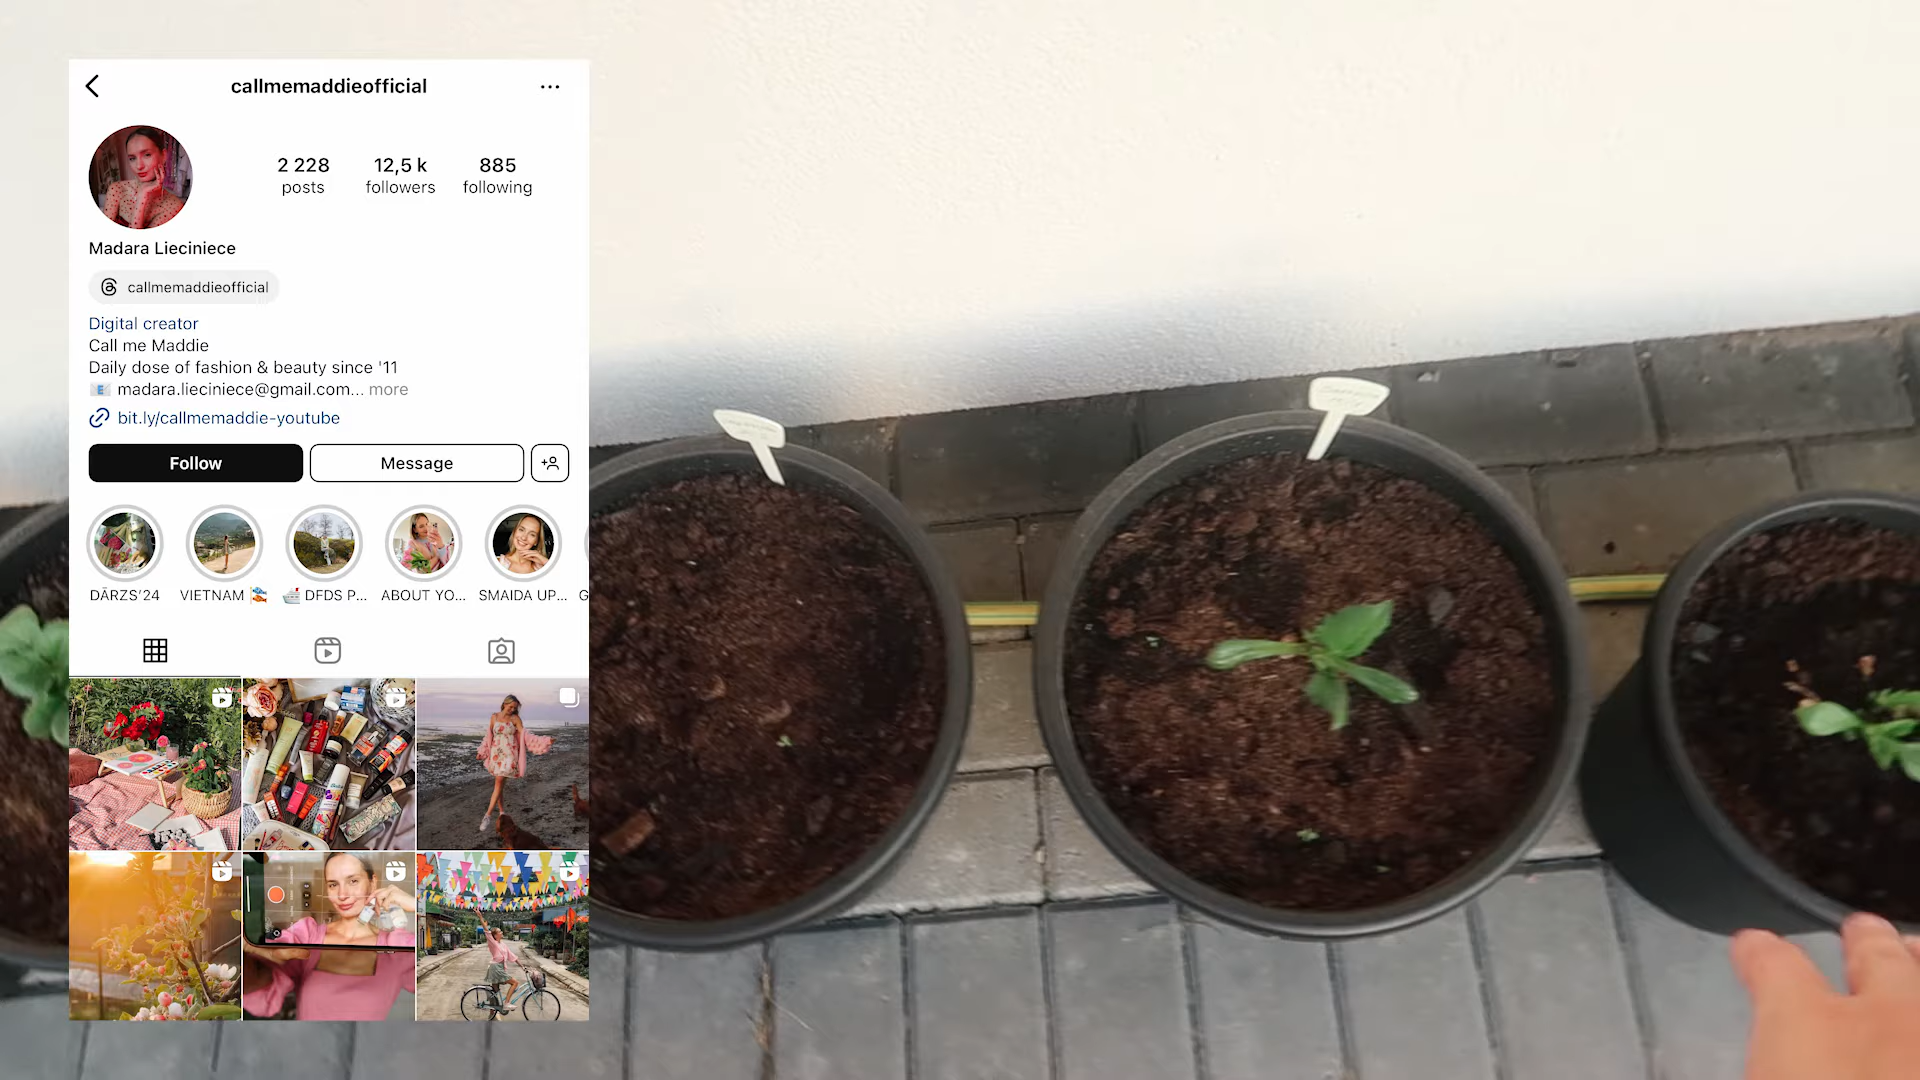 callmemaddieofficial
2 228
posts
12,5 k
followers
885
following
Madara Lieciniece
callmemaddieofficial
Digital creator
Call me Maddie
Daily dose of fashion & beauty since '11
📧 madara.lieciniece@gmail.com... more
bit.ly/callmemaddie-youtube
Follow
Message
DĀRZS'24
VIETNAM
DFDS P...
ABOUT YO...
SMAIDA UP...
G